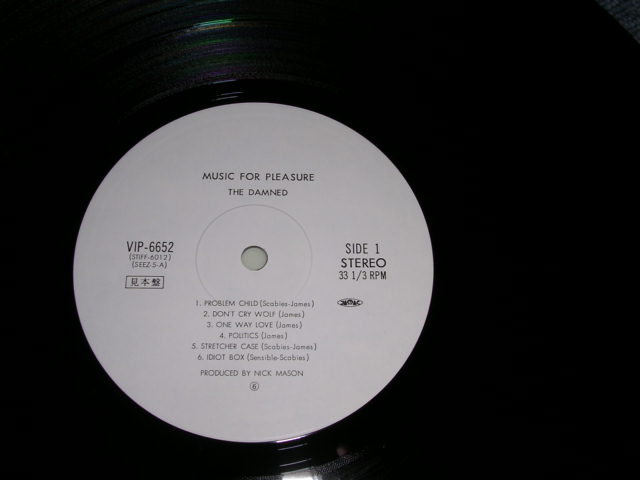 MUSIC FOR PLEASURE
THE DAMNED
VIP-6652
(STIFF-6012)
(SEEZ-5-A)
見本盤
SIDE 1
STEREO
33 1/3 RPM
1. PROBLEM CHILD (Scabies-James)
2. DON'T CRY WOLF (James)
3. ONE WAY LOVE (James)
4. POLITICS (James)
5. STRETCHER CASE (Scabies-James)
6. IDIOT BOX (Sensible-Scabies)
PRODUCED BY NICK MASON
⑥